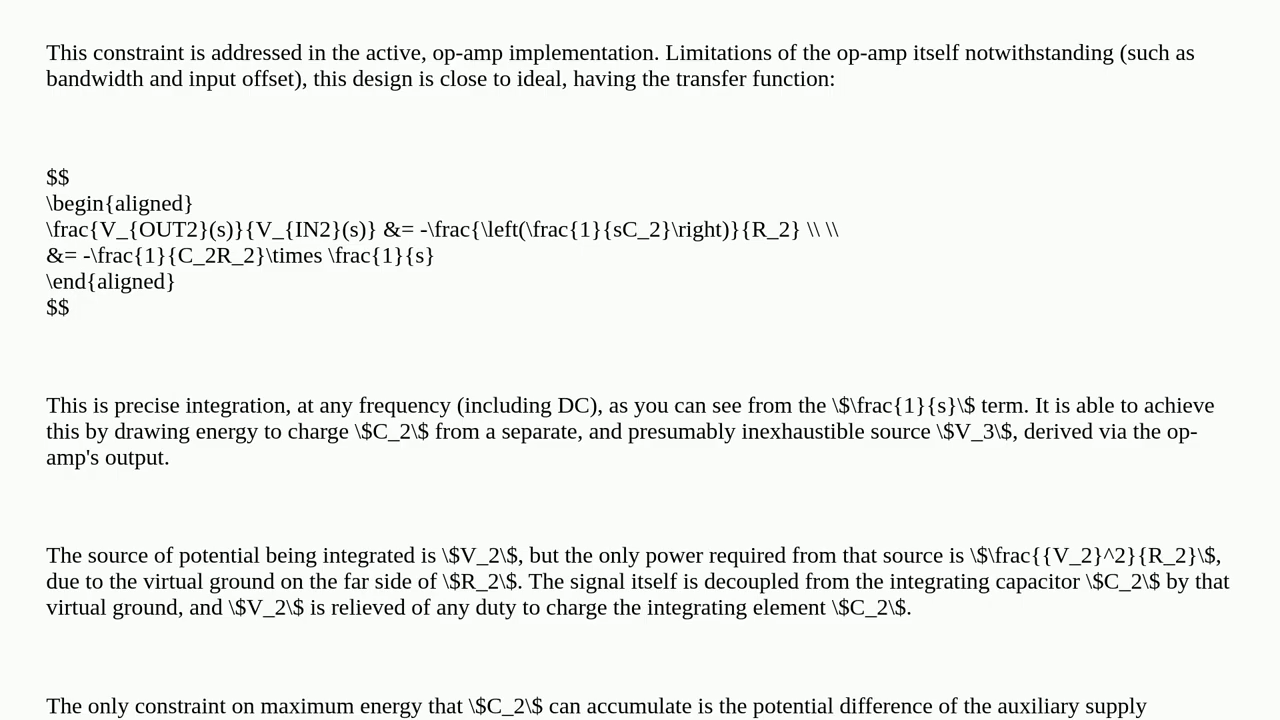 This constraint is addressed in the active, op-amp implementation. Limitations of the op-amp itself notwithstanding (such as
bandwidth and input offset), this design is close to ideal, having the transfer function:
$$
\begin{aligned}
\frac{V_{OUT2}(s)}{V_{IN2}(s)} &= -\frac{\left(\frac{1}{sC_2}\right)}{R_2} \\ \\
&= -\frac{1}{C_2R_2}\times \frac{1}{s}
\end{aligned}
$$
This is precise integration, at any frequency (including DC), as you can see from the \$\frac{1}{s}\$ term. It is able to achieve
this by drawing energy to charge \$C_2\$ from a separate, and presumably inexhaustible source \$V_3\$, derived via the op-
amp's output.
The source of potential being integrated is \$V_2\$, but the only power required from that source is \$\frac{{V_2}^2}{R_2}\$,
due to the virtual ground on the far side of \$R_2\$. The signal itself is decoupled from the integrating capacitor \$C_2\$ by that
virtual ground, and \$V_2\$ is relieved of any duty to charge the integrating element \$C_2\$.
The only constraint on maximum energy that \$C_2\$ can accumulate is the potential difference of the auxiliary supply